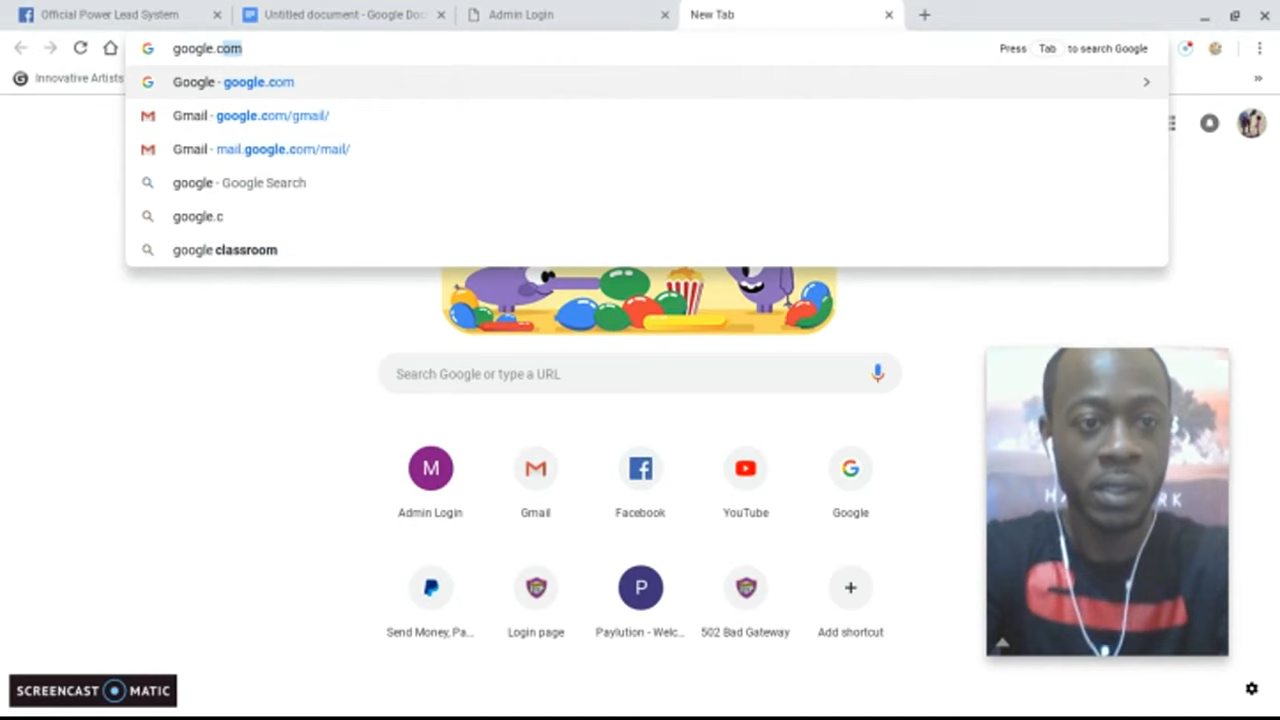 Official Power Lead System
Untitled document - Google Doc
Admin Login
New Tab
google.com
Press Tab to search Google
Innovative Artists
Google - google.com
Gmail - google.com/gmail/
Gmail - mail.google.com/mail/
google - Google Search
google.c
google classroom
Search Google or type a URL
M
Admin Login
Gmail
Facebook
YouTube
Google
P
Send Money, Pa...
Login page
Paylution - Welc...
502 Bad Gateway
Add shortcut
SCREENCAST MATIC